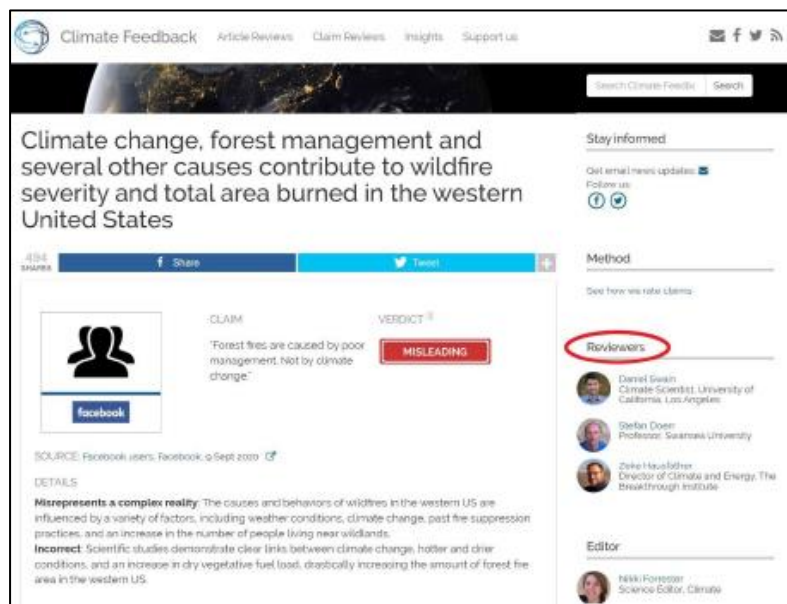 Climate Feedback Article Reviews Claim Reviews Insights Support us
Search Climate Feedba Search
Climate change, forest management and
several other causes contribute to wildfire
severity and total area burned in the western
United States
494
SHARES
Share
Tweet
CLAIM
"Forest fires are caused by poor
management. Not by climate
change."
VERDICT
MISLEADING
facebook
SOURCE: Facebook users, Facebook, 9 Sept 2020
DETAILS
Misrepresents a complex reality: The causes and behaviors of wildfires in the western US are
influenced by a variety of factors, including weather conditions, climate change, past fire suppression
practices, and an increase in the number of people living near wildlands.
Incorrect: Scientific studies demonstrate clear links between climate change, hotter and drier
conditions, and an increase in dry vegetative fuel load, drastically increasing the amount of forest fire
area in the western US.
Stay informed
Get email news updates:
Follow us:
Method
See how we rate claims
Reviewers
Daniel Swain
Climate Scientist, University of
California, Los Angeles
Stefan Doerr
Professor, Swansea University
Zeke Hausfather
Director of Climate and Energy, The
Breakthrough Institute
Editor
Nikki Forrester
Science Editor, Climate